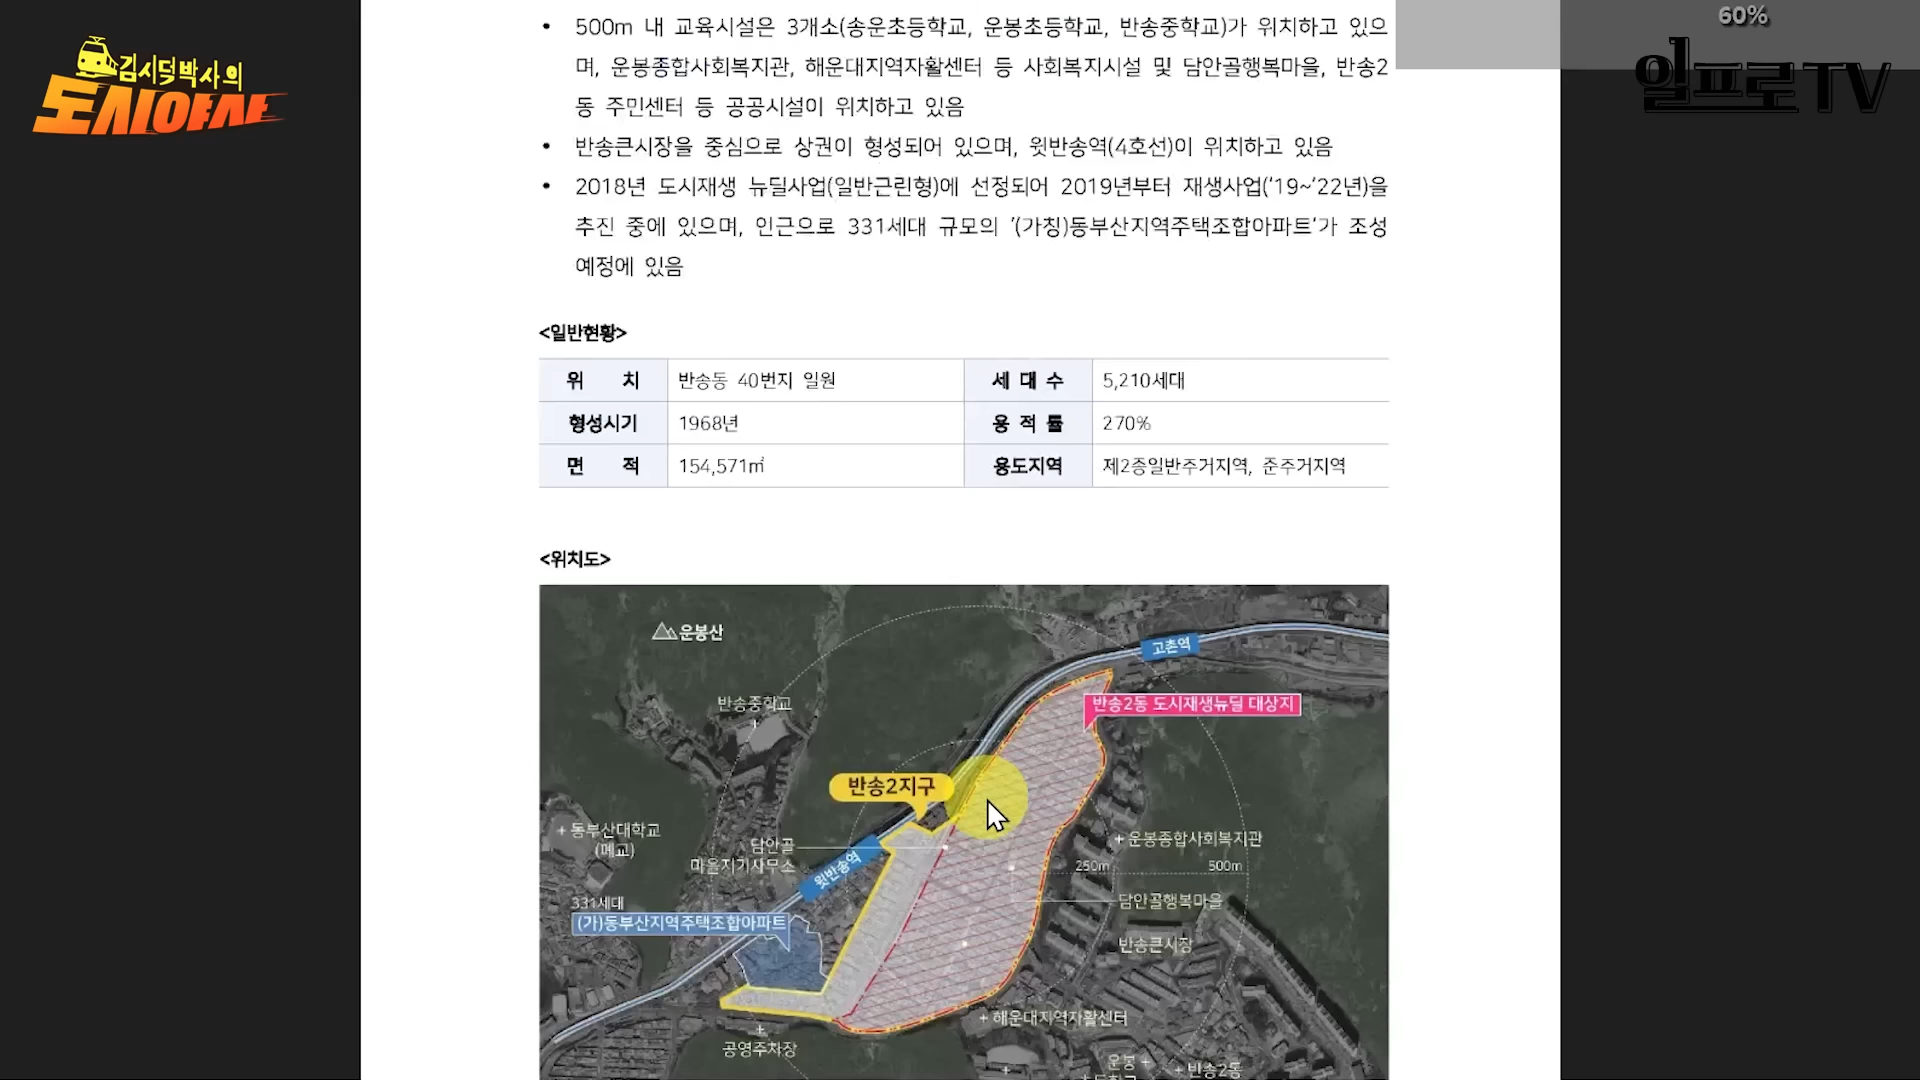 60%
김시덕박사의
도시야사
일프로TV
• 500m 내 교육시설은 3개소(송운초등학교, 운봉초등학교, 반송중학교)가 위치하고 있으
며, 운봉종합사회복지관, 해운대지역자활센터 등 사회복지시설 및 담안골행복마을, 반송2
동 주민센터 등 공공시설이 위치하고 있음
• 반송큰시장을 중심으로 상권이 형성되어 있으며, 윗반송역(4호선)이 위치하고 있음
• 2018년 도시재생 뉴딜사업(일반근린형)에 선정되어 2019년부터 재생사업('19~'22년)을
추진 중에 있으며, 인근으로 331세대 규모의 '(가칭)동부산지역주택조합아파트'가 조성
예정에 있음
<일반현황>
위 치 반송동 40번지 일원 세 대 수 5,210세대
형성시기 1968년 용 적 률 270%
면 적 154,571㎡ 용도지역 제2종일반주거지역, 준주거지역
<위치도>
운봉산
고촌역
반송중학교
반송2동 도시재생뉴딜 대상지
반송2지구
+ 동부산대학교
(폐교)
담안골
마을지기사무소
윗반송역
+ 운봉종합사회복지관
250m 500m
331세대
(가)동부산지역주택조합아파트
담안골행복마을
반송큰시장
+ 해운대지역자활센터
공영주차장
운봉 +
초등학교
+ 반송2동